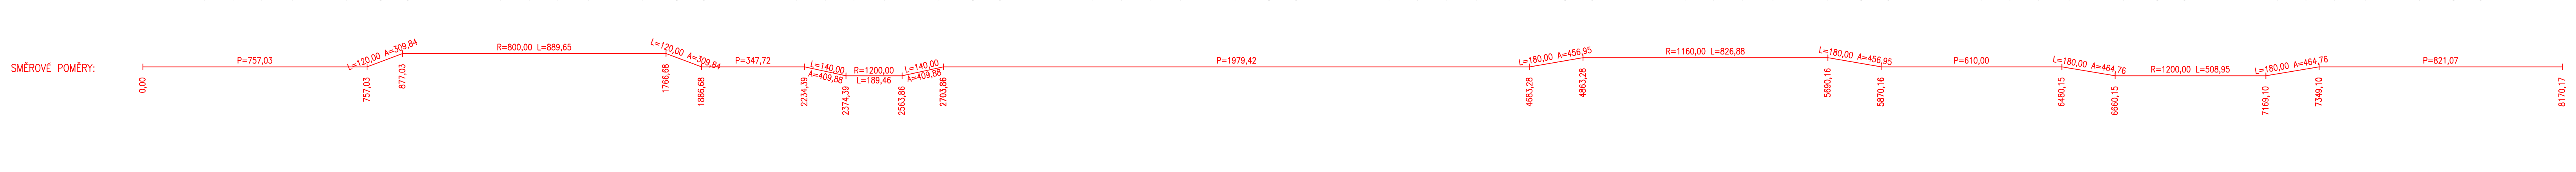 SMĚROVÉ POMĚRY:
P=757,03
L=120,00 A=309,84
R=800,00 L=889,65
L=120,00 A=309,84
P=347,72
L=140,00
A=409,88
R=1200,00
L=189,46
L=140,00
A=409,88
P=1979,42
L=180,00 A=456,95
R=1160,00 L=826,88
L=180,00 A=456,95
P=610,00
L=180,00 A=464,76
R=1200,00 L=508,95
L=180,00 A=464,76
P=821,07
0,00
757,03
877,03
1766,68
1886,68
2234,39
2374,39
2563,86
2703,86
4683,28
4863,28
5690,16
5870,16
6480,15
6660,15
7169,10
7349,10
8170,17